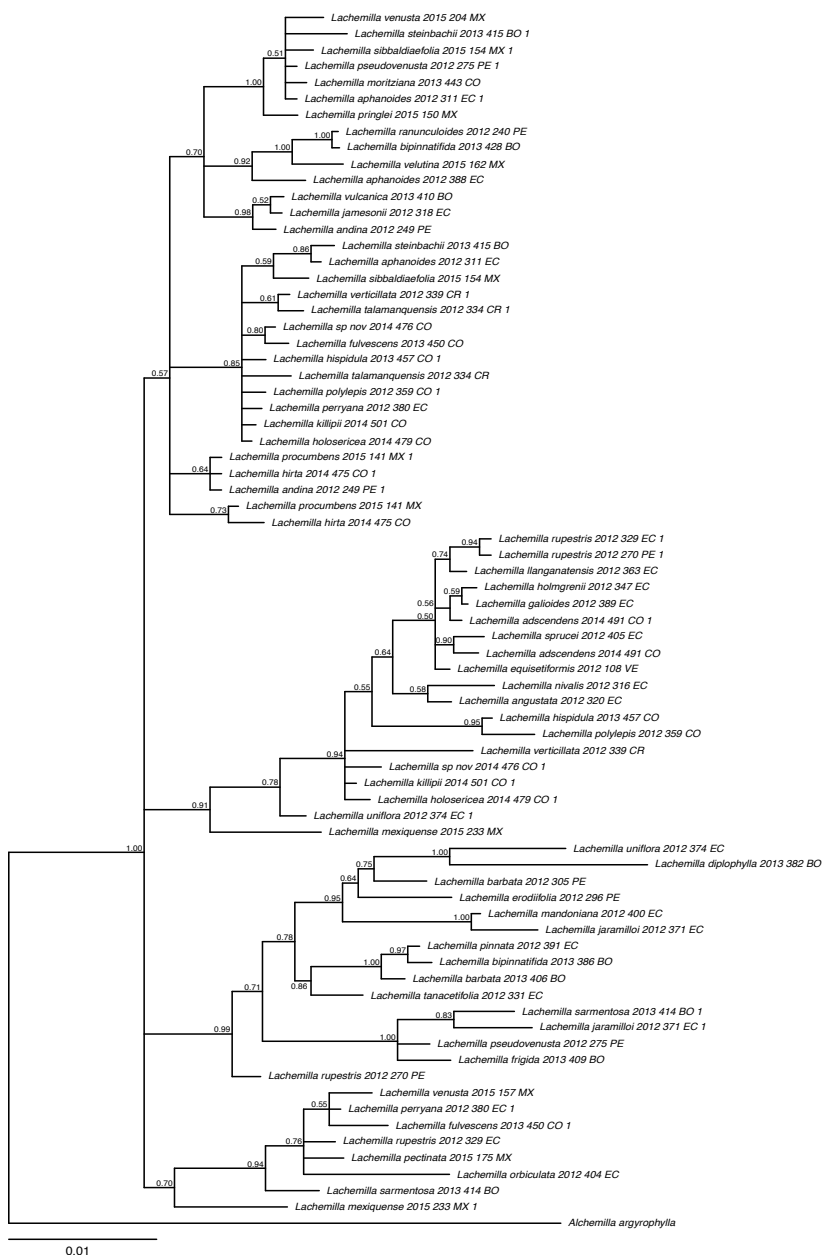 Lachemilla venusta 2015 204 MX
Lachemilla steinbachii 2013 415 BO 1
0.51
Lachemilla sibbaldiaefolia 2015 154 MX 1
Lachemilla pseudovenusta 2012 275 PE 1
1.00
Lachemilla moritziana 2013 443 CO
Lachemilla aphanoides 2012 311 EC 1
Lachemilla pringlei 2015 150 MX
1.00
Lachemilla ranunculoides 2012 240 PE
Lachemilla bipinnatifida 2013 428 BO
0.70
0.92
1.00
Lachemilla velutina 2015 162 MX
Lachemilla aphanoides 2012 388 EC
0.52
Lachemilla vulcanica 2013 410 BO
0.98
Lachemilla jamesonii 2012 318 EC
Lachemilla andina 2012 249 PE
0.86
Lachemilla steinbachii 2013 415 BO
0.59
Lachemilla aphanoides 2012 311 EC
Lachemilla sibbaldiaefolia 2015 154 MX
0.61
Lachemilla verticillata 2012 339 CR 1
Lachemilla talamanquensis 2012 334 CR 1
0.80
Lachemilla sp nov 2014 476 CO
Lachemilla fulvescens 2013 450 CO
0.57
0.85
Lachemilla hispidula 2013 457 CO 1
Lachemilla talamanquensis 2012 334 CR
Lachemilla polylepis 2012 359 CO 1
Lachemilla perryana 2012 380 EC
Lachemilla killipii 2014 501 CO
Lachemilla holosericea 2014 479 CO
Lachemilla procumbens 2015 141 MX 1
0.64
Lachemilla hirta 2014 475 CO 1
Lachemilla andina 2012 249 PE 1
0.73
Lachemilla procumbens 2015 141 MX
Lachemilla hirta 2014 475 CO
0.94
Lachemilla rupestris 2012 329 EC 1
0.74
Lachemilla rupestris 2012 270 PE 1
Lachemilla llanganatensis 2012 363 EC
0.59
Lachemilla holmgrenii 2012 347 EC
0.56
Lachemilla galioides 2012 389 EC
0.50
Lachemilla adscendens 2014 491 CO 1
0.90
Lachemilla sprucei 2012 405 EC
0.64
Lachemilla adscendens 2014 491 CO
Lachemilla equisetiformis 2012 108 VE
0.55
0.58
Lachemilla nivalis 2012 316 EC
Lachemilla angustata 2012 320 EC
0.95
Lachemilla hispidula 2013 457 CO
Lachemilla polylepis 2012 359 CO
0.94
Lachemilla verticillata 2012 339 CR
Lachemilla sp nov 2014 476 CO 1
0.78
Lachemilla killipii 2014 501 CO 1
Lachemilla holosericea 2014 479 CO 1
0.91
Lachemilla uniflora 2012 374 EC 1
Lachemilla mexiquense 2015 233 MX
1.00
1.00
Lachemilla uniflora 2012 374 EC
0.75
Lachemilla diplophylla 2013 382 BO
0.64
Lachemilla barbata 2012 305 PE
0.95
Lachemilla erodiifolia 2012 296 PE
1.00
Lachemilla mandoniana 2012 400 EC
Lachemilla jaramilloi 2012 371 EC
0.78
0.97
Lachemilla pinnata 2012 391 EC
1.00
Lachemilla bipinnatifida 2013 386 BO
Lachemilla barbata 2013 406 BO
0.71
0.86
Lachemilla tanacetifolia 2012 331 EC
0.83
Lachemilla sarmentosa 2013 414 BO 1
Lachemilla jaramilloi 2012 371 EC 1
0.99
1.00
Lachemilla pseudovenusta 2012 275 PE
Lachemilla frigida 2013 409 BO
Lachemilla rupestris 2012 270 PE
Lachemilla venusta 2015 157 MX
0.55
Lachemilla perryana 2012 380 EC 1
Lachemilla fulvescens 2013 450 CO 1
0.76
Lachemilla rupestris 2012 329 EC
Lachemilla pectinata 2015 175 MX
0.94
Lachemilla orbiculata 2012 404 EC
0.70
Lachemilla sarmentosa 2013 414 BO
Lachemilla mexiquense 2015 233 MX 1
Alchemilla argyrophylla
0.01